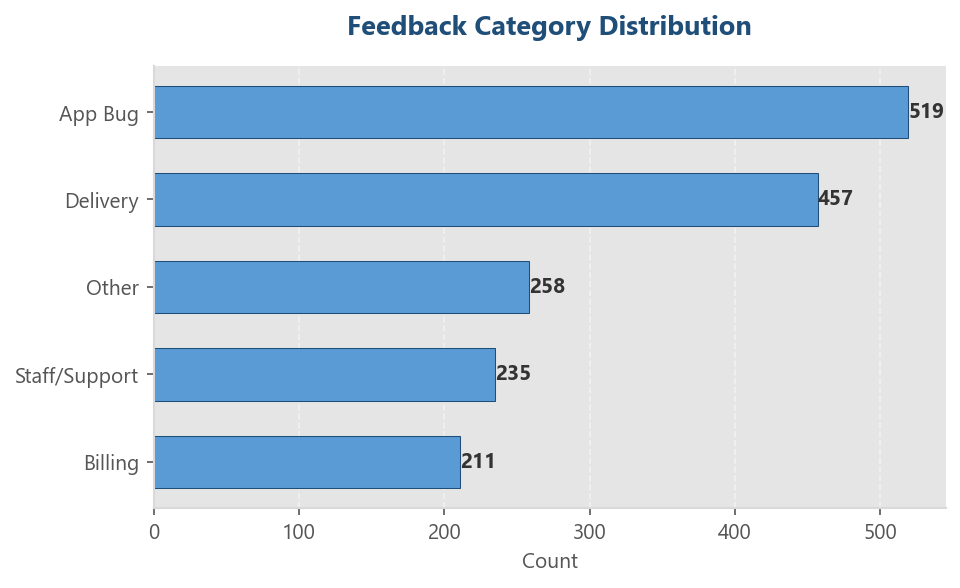 Feedback Category Distribution
App Bug 519
Delivery 457
Other 258
Staff/Support 235
Billing 211
0 100 200 300 400 500
Count